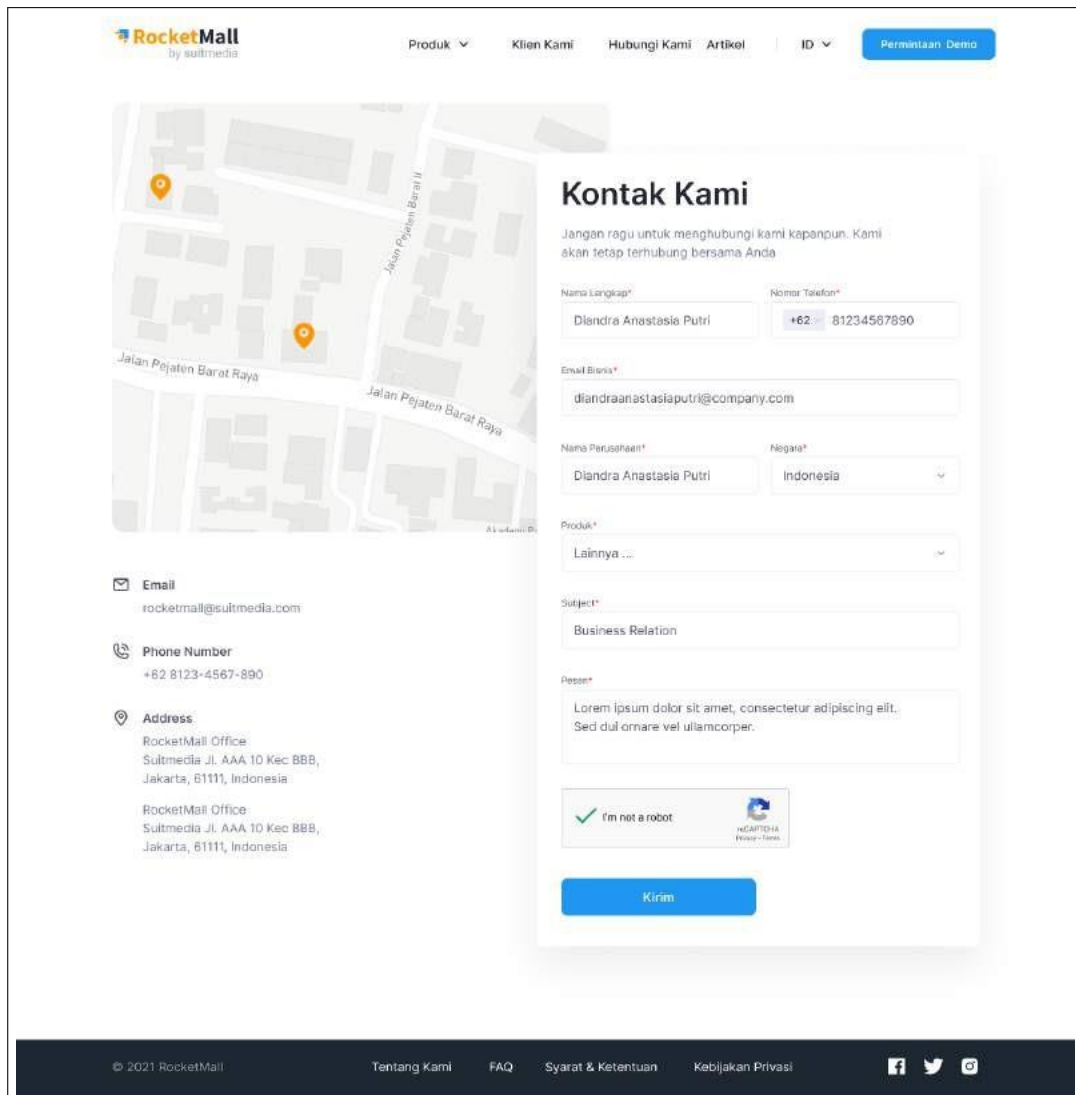 RocketMall
by suitmedia
Produk
Klien Kami
Hubungi Kami
Artikel
ID
Permintaan Demo
Jalan Pejaten Barat II
Jalan Pejaten Barat Raya
Jalan Pejaten Barat Raya
Kontak Kami
Jangan ragu untuk menghubungi kami kapanpun. Kami
akan tetap terhubung bersama Anda
Nama Lengkap*
Nomor Telefon*
Diandra Anastasia Putri
+62
81234567890
Email Bisnis*
diandraanastasiaputri@company.com
Nama Perusahaan*
Negara*
Diandra Anastasia Putri
Indonesia
Produk*
Lainnya ...
Subject*
Business Relation
Pesan*
Lorem ipsum dolor sit amet, consectetur adipiscing elit.
Sed dui ornare vel ullamcorper.
I'm not a robot
reCAPTCHA
Privacy - Terms
Kirim
Email
rocketmall@suitmedia.com
Phone Number
+62 8123-4567-890
Address
RocketMall Office
Suitmedia Jl. AAA 10 Kec BBB,
Jakarta, 61111, Indonesia
RocketMall Office
Suitmedia Jl. AAA 10 Kec BBB,
Jakarta, 61111, Indonesia
© 2021 RocketMall
Tentang Kami
FAQ
Syarat & Ketentuan
Kebijakan Privasi